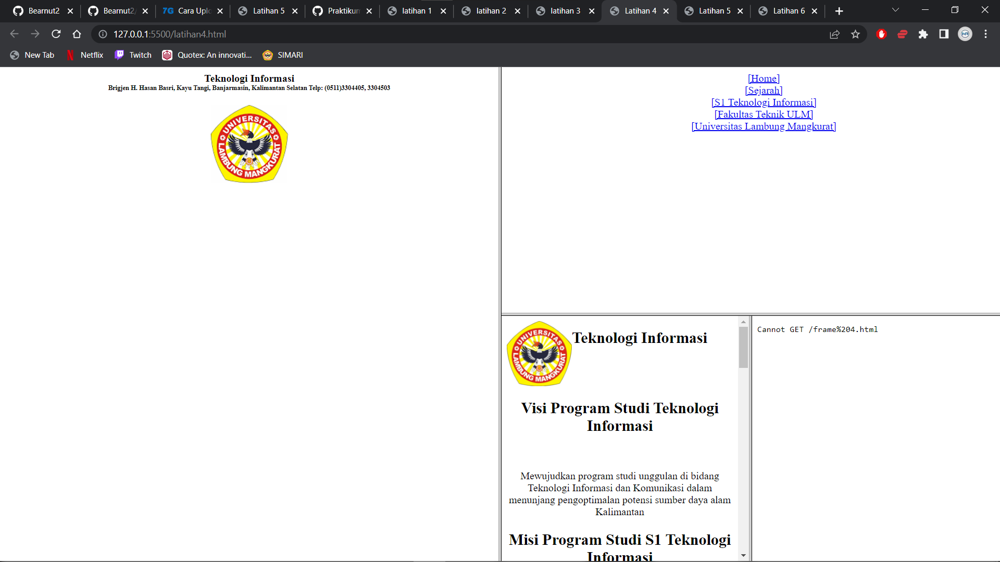 Bearnut2
Bearnut2/
7G Cara Uplo
Latihan 5
Praktikum
latihan 1
latihan 2
latihan 3
Latihan 4
Latihan 5
Latihan 6
127.0.0.1:5500/latihan4.html
New Tab
Netflix
Twitch
Quotex: An innovati...
SIMARI
Teknologi Informasi
Brigjen H. Hasan Basri, Kayu Tangi, Banjarmasin, Kalimantan Selatan Telp: (0511)3304405, 3304503
UNIVERSITAS
LAMBUNG MANGKURAT
[Home]
[Sejarah]
[S1 Teknologi Informasi]
[Fakultas Teknik ULM]
[Universitas Lambung Mangkurat]
UNIVERSITAS
LAMBUNG MANGKURAT
Teknologi Informasi
Visi Program Studi Teknologi
Informasi
Mewujudkan program studi unggulan di bidang
Teknologi Informasi dan Komunikasi dalam
menunjang pengoptimalan potensi sumber daya alam
Kalimantan
Misi Program Studi S1 Teknologi
Informasi
Cannot GET /frame%204.html